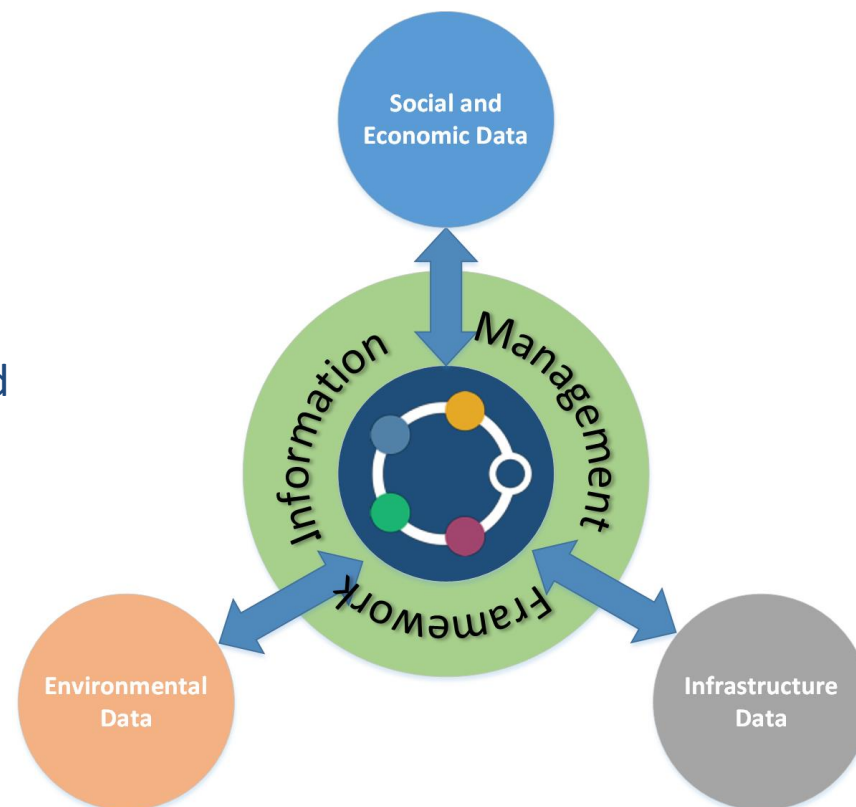 Social and
Economic Data
Information
Management
Framework
d
Environmental
Data
Infrastructure
Data